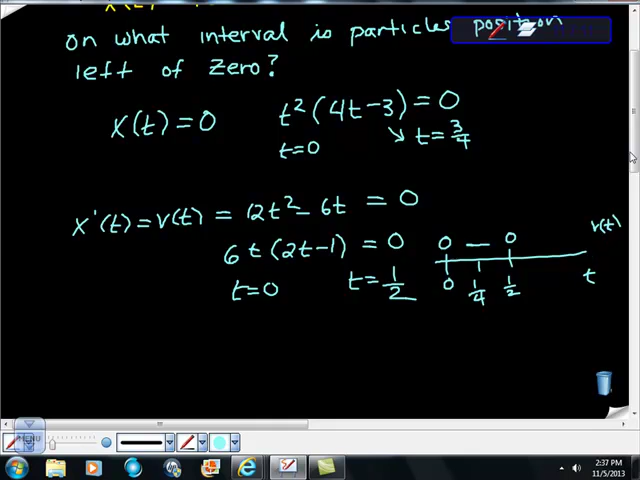 on what interval is particles position
left of zero?
x(t) = 0 t²(4t-3) = 0
t=0 ↘ t = 3/4
x'(t) = v(t) = 12t² - 6t = 0
6t(2t-1) = 0
t=0 t = 1/2
0 — 0 v(t)
0 1/4 1/2 t
MENU
2:37 PM
11/5/2013